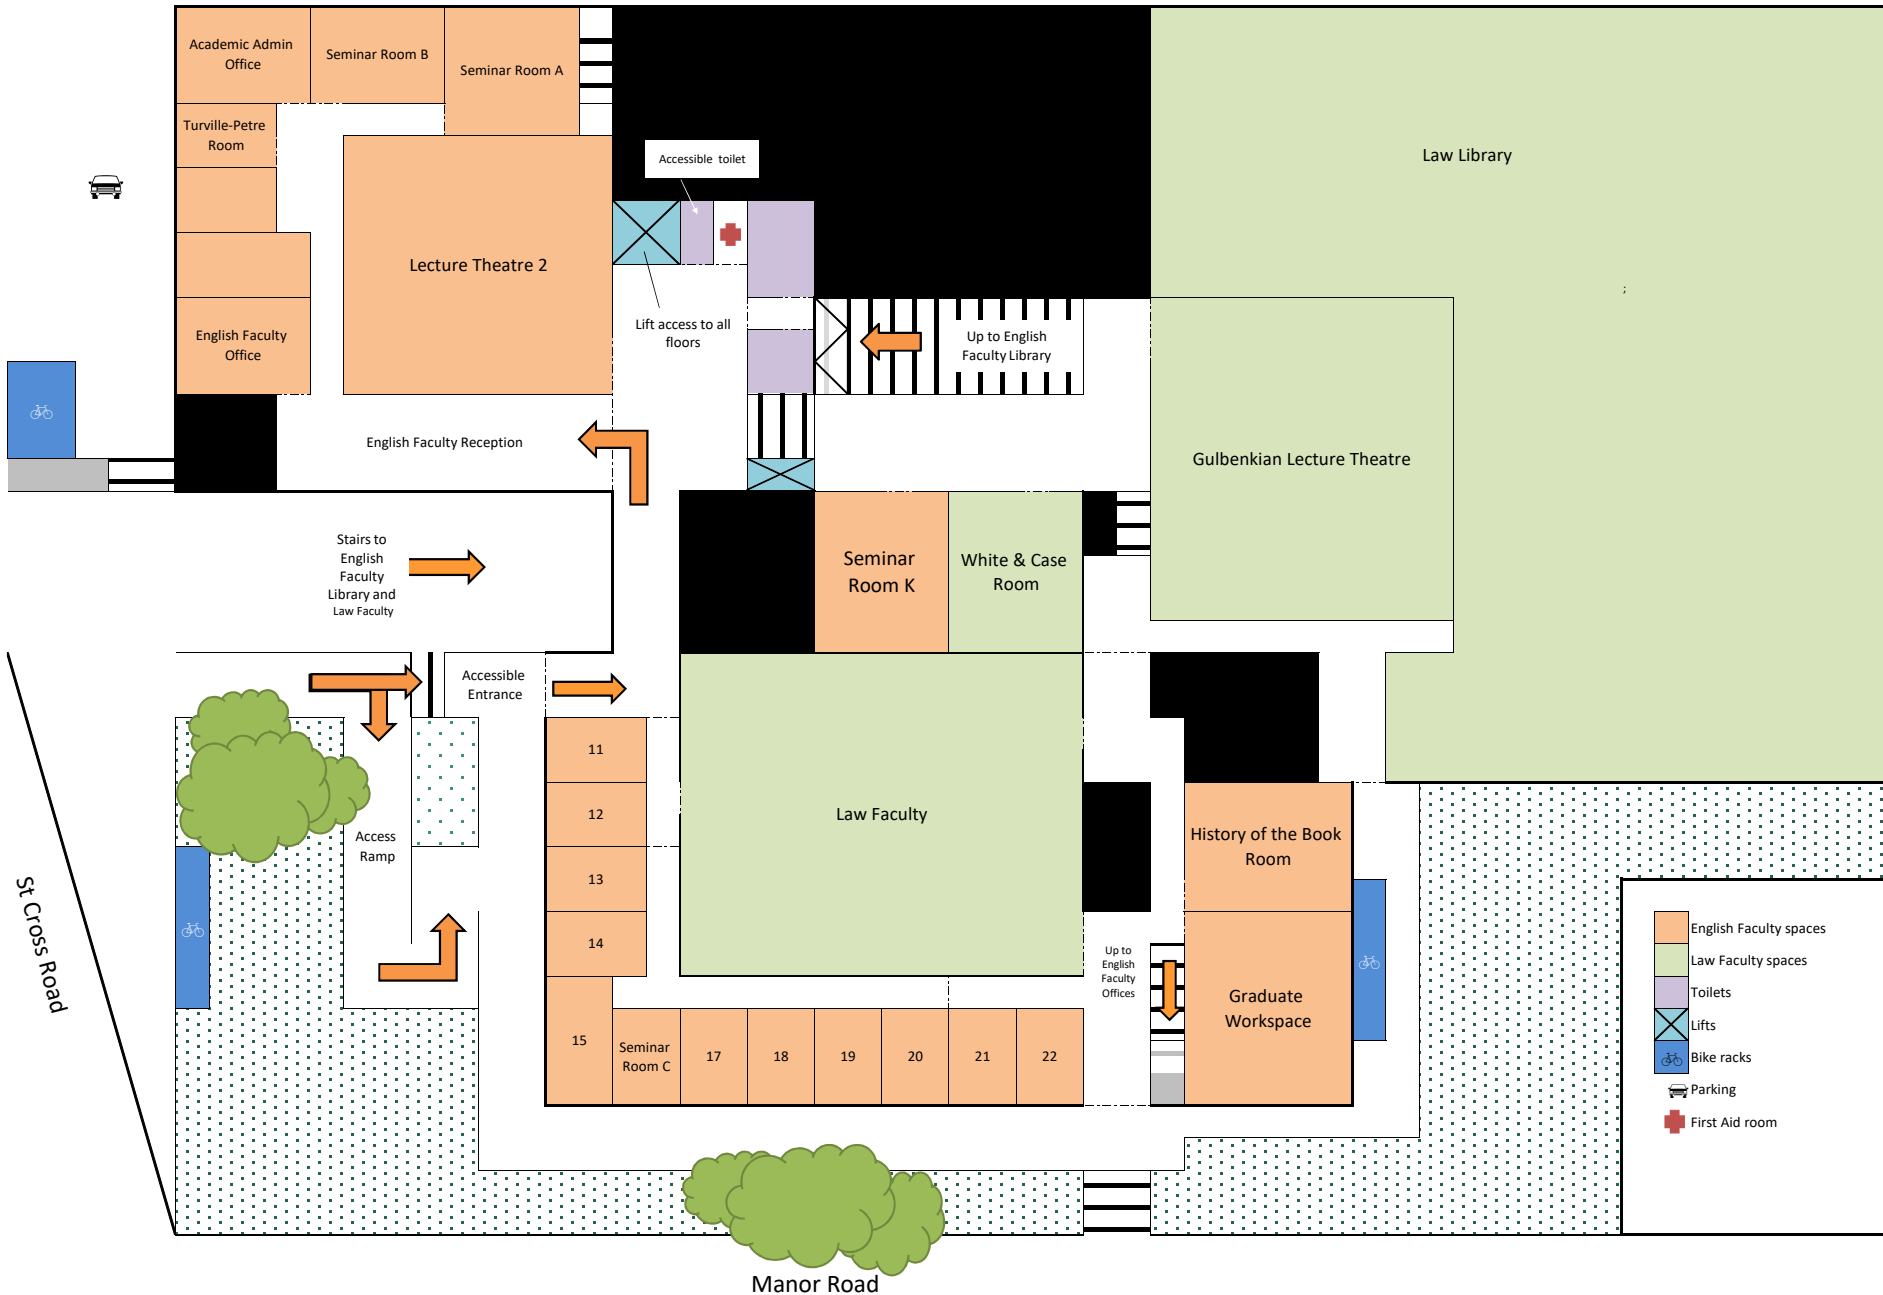 Academic Admin
Office
Seminar Room B
Seminar Room A
Turville-Petre
Room
Accessible toilet
Law Library
Lecture Theatre 2
;
Lift access to all
floors
English Faculty
Office
Up to English
Faculty Library
English Faculty Reception
Gulbenkian Lecture Theatre
Stairs to
English
Faculty
Library and
Law Faculty
Seminar
Room K
White & Case
Room
Accessible
Entrance
11
12
13
14
15
Law Faculty
Access
Ramp
History of the Book
Room
St Cross Road
Up to
English
Faculty
Offices
Graduate
Workspace
Seminar
Room C
17
18
19
20
21
22
English Faculty spaces
Law Faculty spaces
Toilets
Lifts
Bike racks
Parking
First Aid room
Manor Road